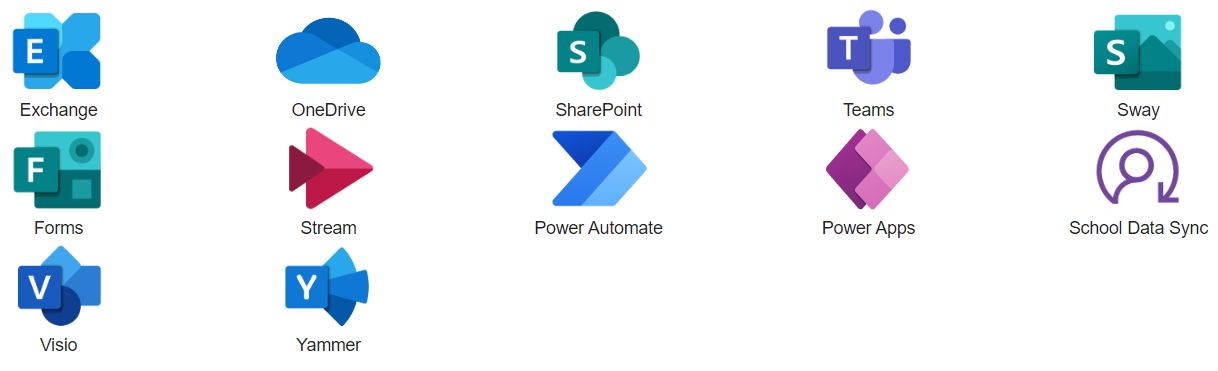 E
S
T
S
Exchange
OneDrive
SharePoint
Teams
Sway
F
Forms
Stream
Power Automate
Power Apps
School Data Sync
V
Y
Visio
Yammer